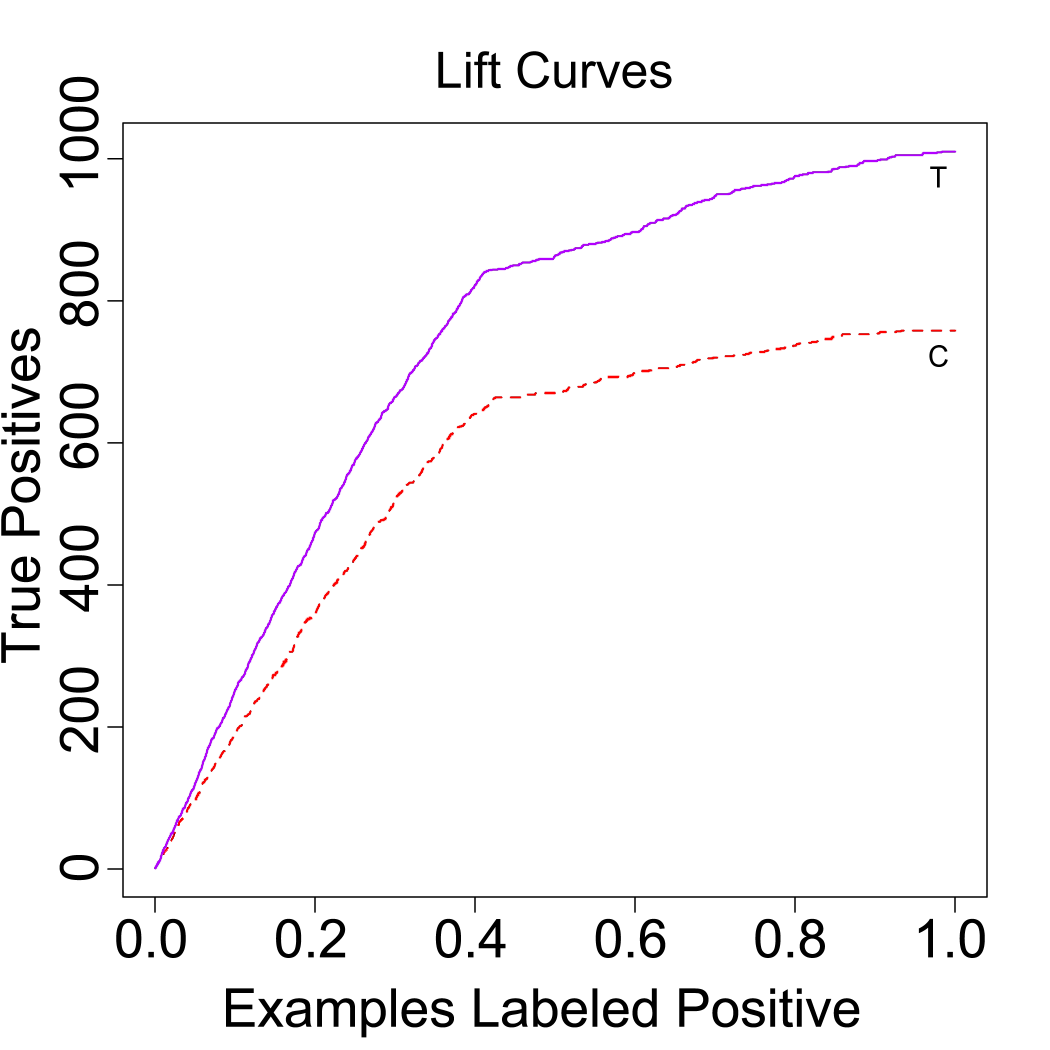 Lift Curves
True Positives
1000
800
600
400
200
0
T
C
0.0 0.2 0.4 0.6 0.8 1.0
Examples Labeled Positive